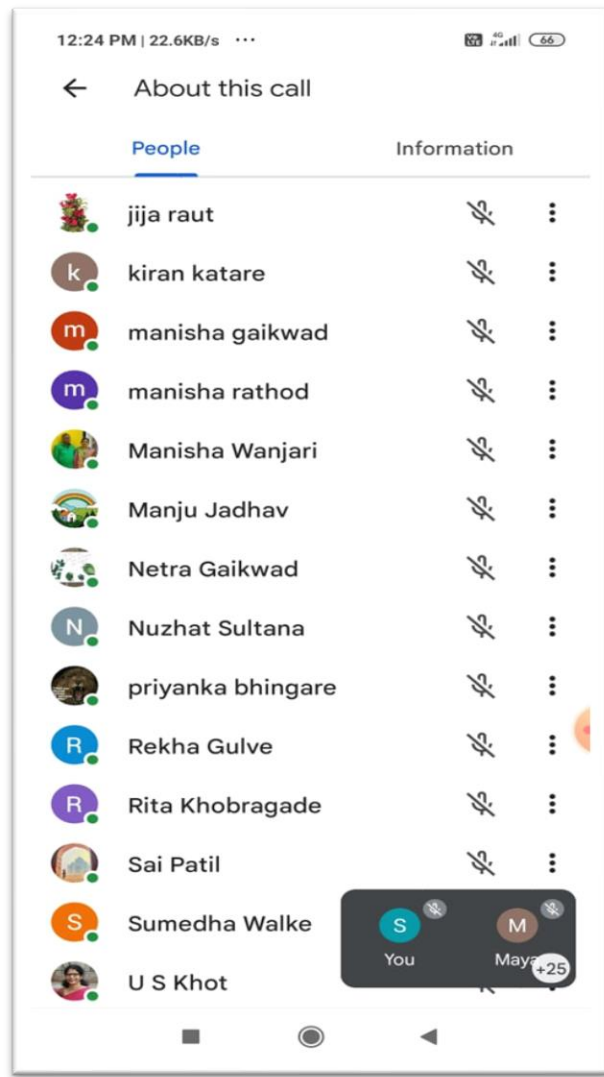 12:24 PM | 22.6KB/s ... 4G 66
← About this call
People Information
jija raut
k kiran katare
m manisha gaikwad
m manisha rathod
Manisha Wanjari
Manju Jadhav
Netra Gaikwad
N Nuzhat Sultana
priyanka bhingare
R Rekha Gulve
R Rita Khobragade
Sai Patil
S Sumedha Walke
S M
You Maya
+25
U S Khot